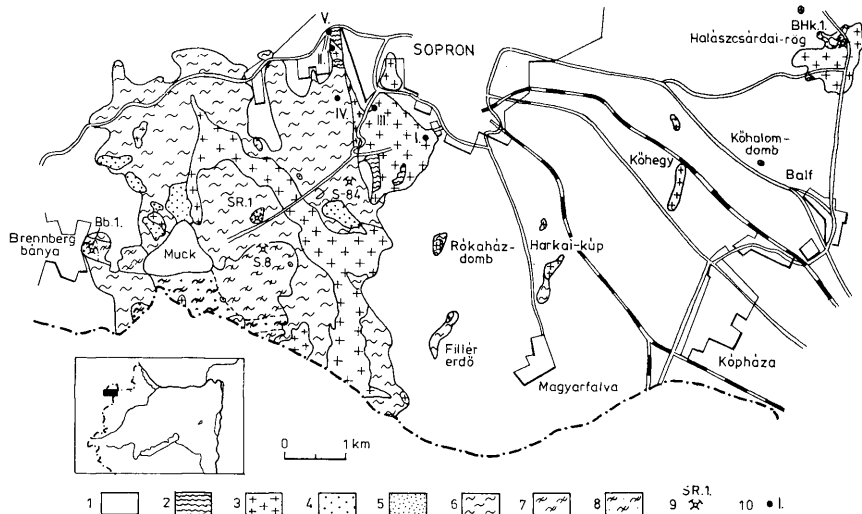 V.
SOPRON
BHk.1.
Halászcsárdai-rög
II.
IV.
III.
I.
Kőhalom-
domb
Kőhegy
Balf
S-84
SR.1
Bb.1.
Brennberg
bánya
Muck
S.8.
Rókaház-
domb
Harkai-kúp
Fillér
erdő
Magyarfalva
Kópháza
0 1 km
1 2 3 4 5 6 7 8 9 SR.1. 10 I.